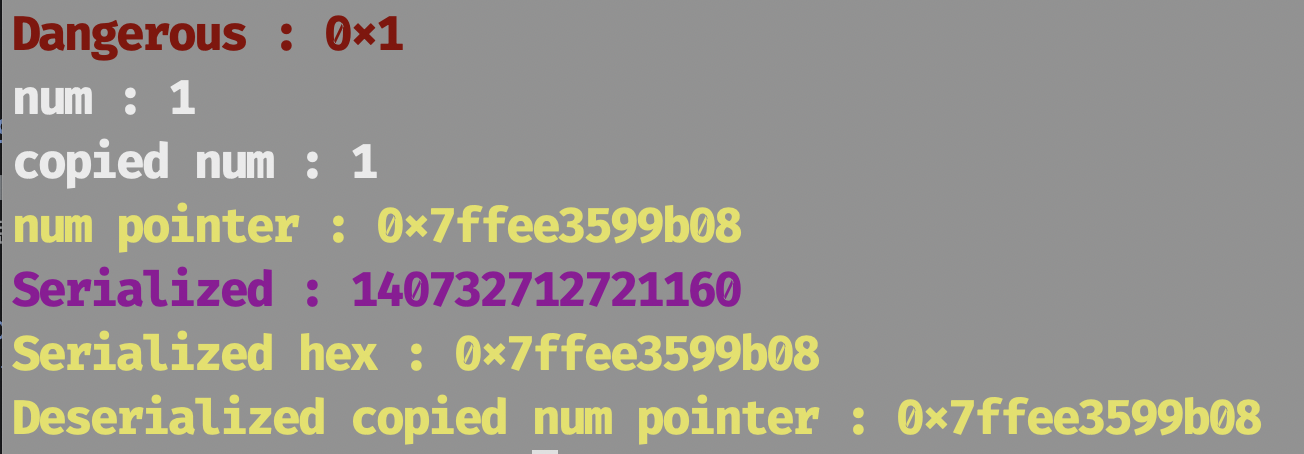 Dangerous : 0x1
num : 1
copied num : 1
num pointer : 0x7ffee3599b08
Serialized : 140732712721160
Serialized hex : 0x7ffee3599b08
Deserialized copied num pointer : 0x7ffee3599b08